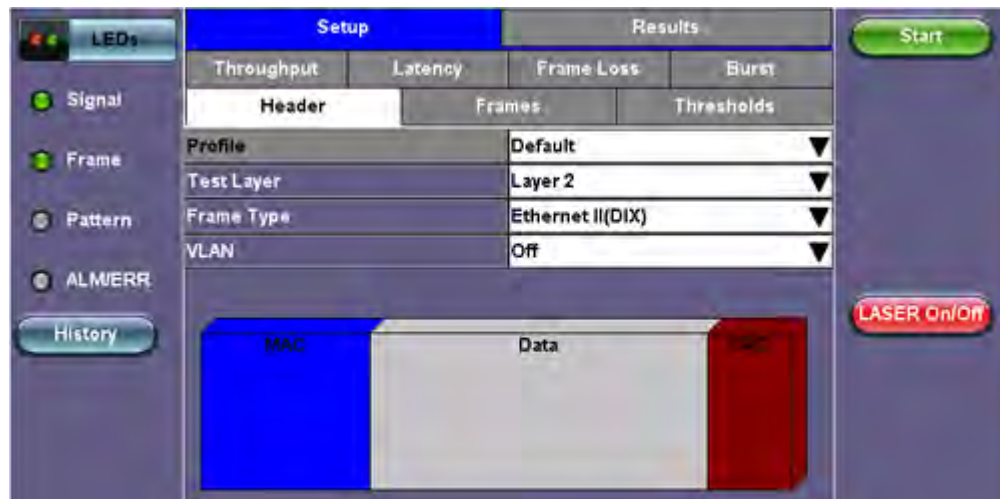 LEDs
Setup Results
Start
Throughput Latency Frame Loss Burst
Signal
Header Frames Thresholds
Profile Default
Frame
Test Layer Layer 2
Pattern
Frame Type Ethernet II(DIX)
VLAN Off
ALM/ERR
LASER On/Off
History
MAC Data